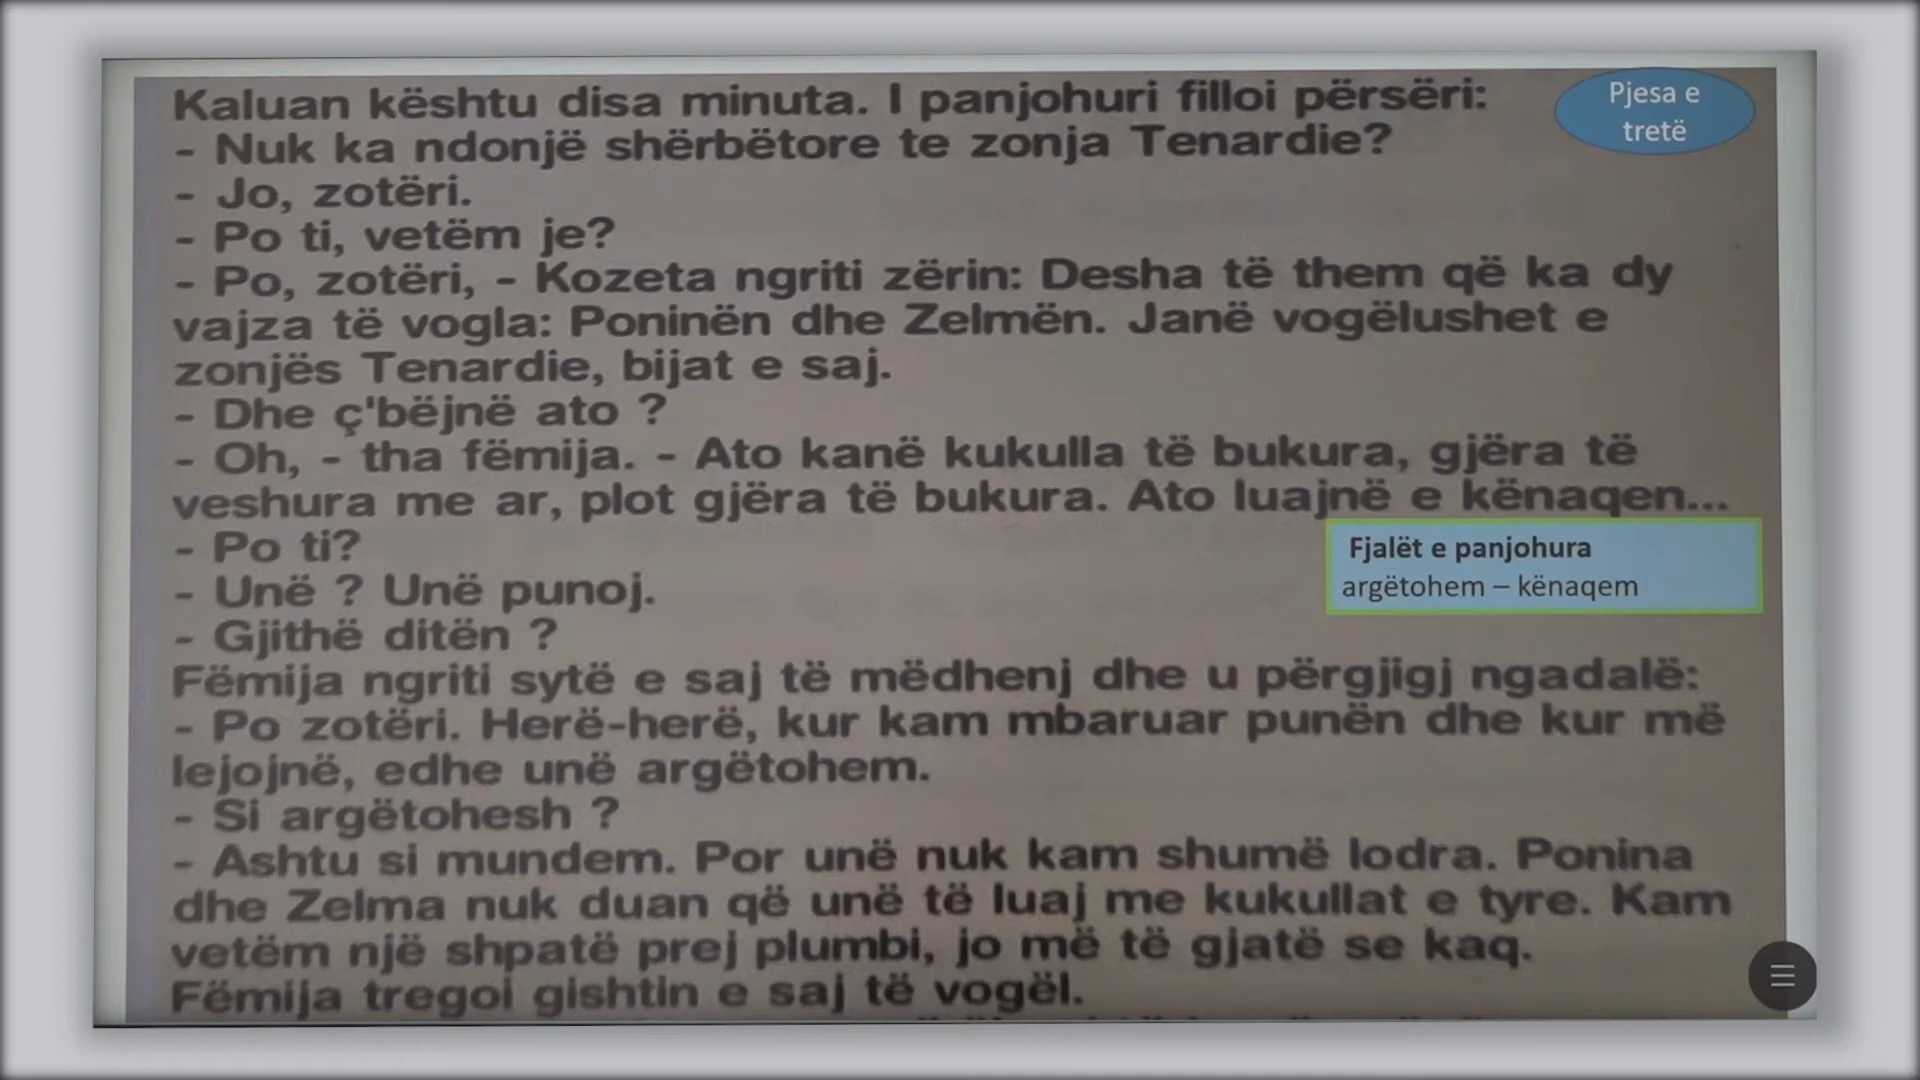 Kaluan kështu disa minuta. I panjohuri filloi përsëri:
Pjesa e
tretë
- Nuk ka ndonjë shërbëtore te zonja Tenardie?
- Jo, zotëri.
- Po ti, vetëm je?
- Po, zotëri, - Kozeta ngriti zërin: Desha të them që ka dy
vajza të vogla: Poninën dhe Zelmën. Janë vogëlushet e
zonjës Tenardie, bijat e saj.
- Dhe ç'bëjnë ato ?
- Oh, - tha fëmija. - Ato kanë kukulla të bukura, gjëra të
veshura me ar, plot gjëra të bukura. Ato luajnë e kënaqen...
- Po ti?
Fjalët e panjohura
argëtohem – kënaqem
- Unë ? Unë punoj.
- Gjithë ditën ?
Fëmija ngriti sytë e saj të mëdhenj dhe u përgjigj ngadalë:
- Po zotëri. Herë-herë, kur kam mbaruar punën dhe kur më
lejojnë, edhe unë argëtohem.
- Si argëtohesh ?
- Ashtu si mundem. Por unë nuk kam shumë lodra. Ponina
dhe Zelma nuk duan që unë të luaj me kukullat e tyre. Kam
vetëm një shpatë prej plumbi, jo më të gjatë se kaq.
Fëmija tregoi gishtin e saj të vogël.